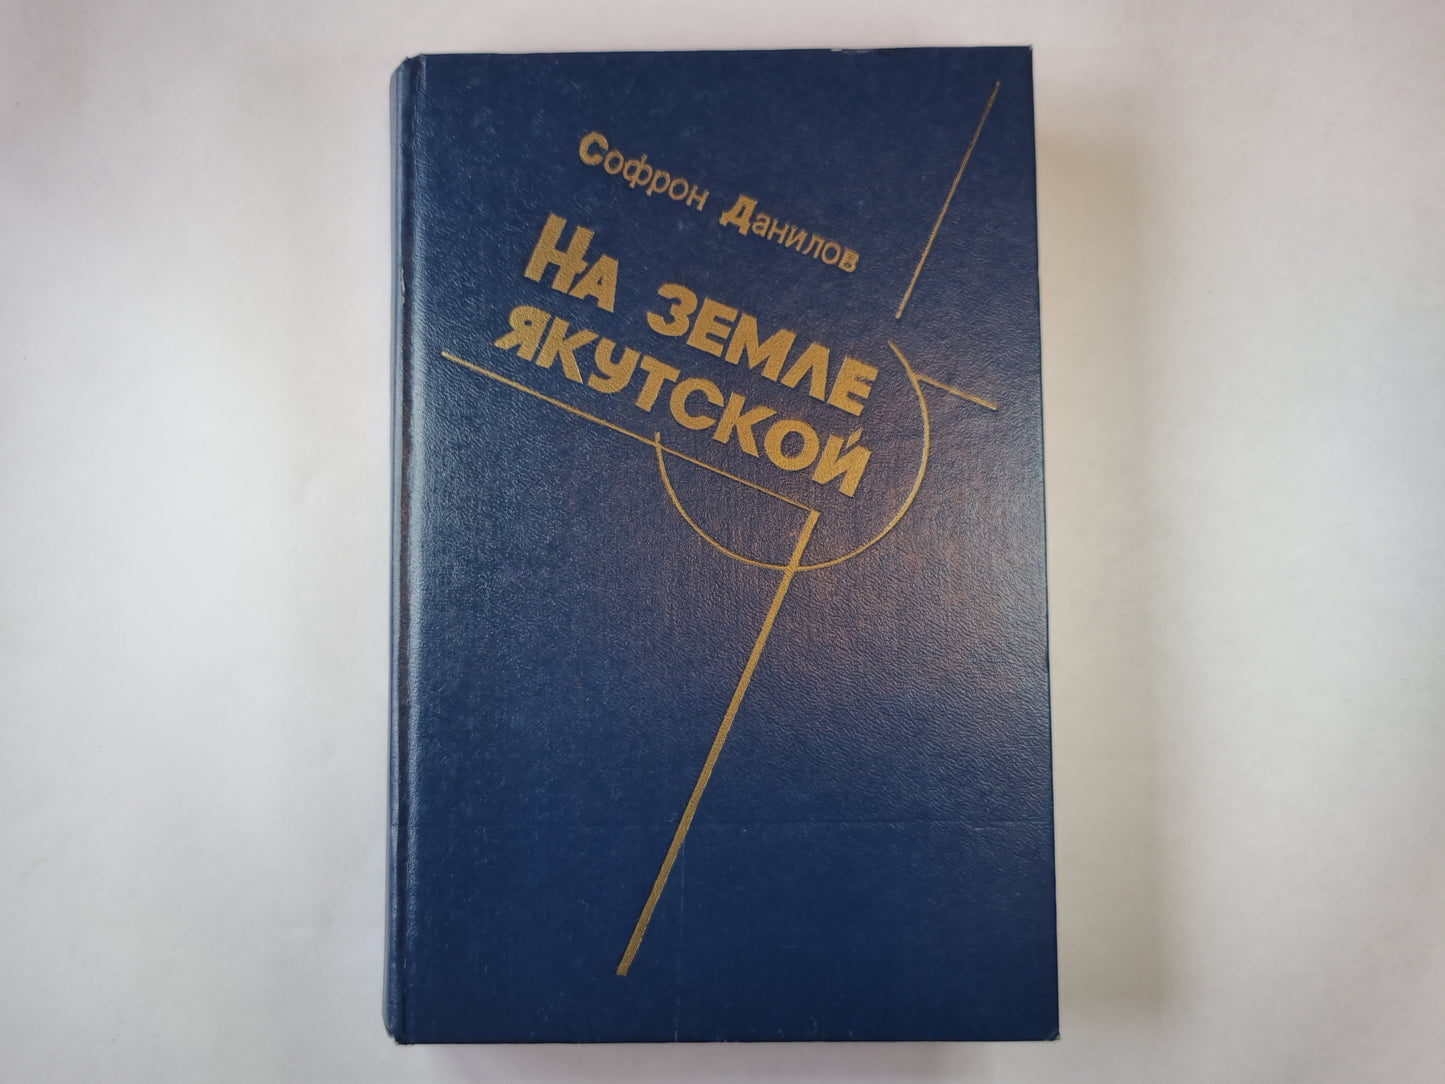 Софрон Данилов
На земле
якутской